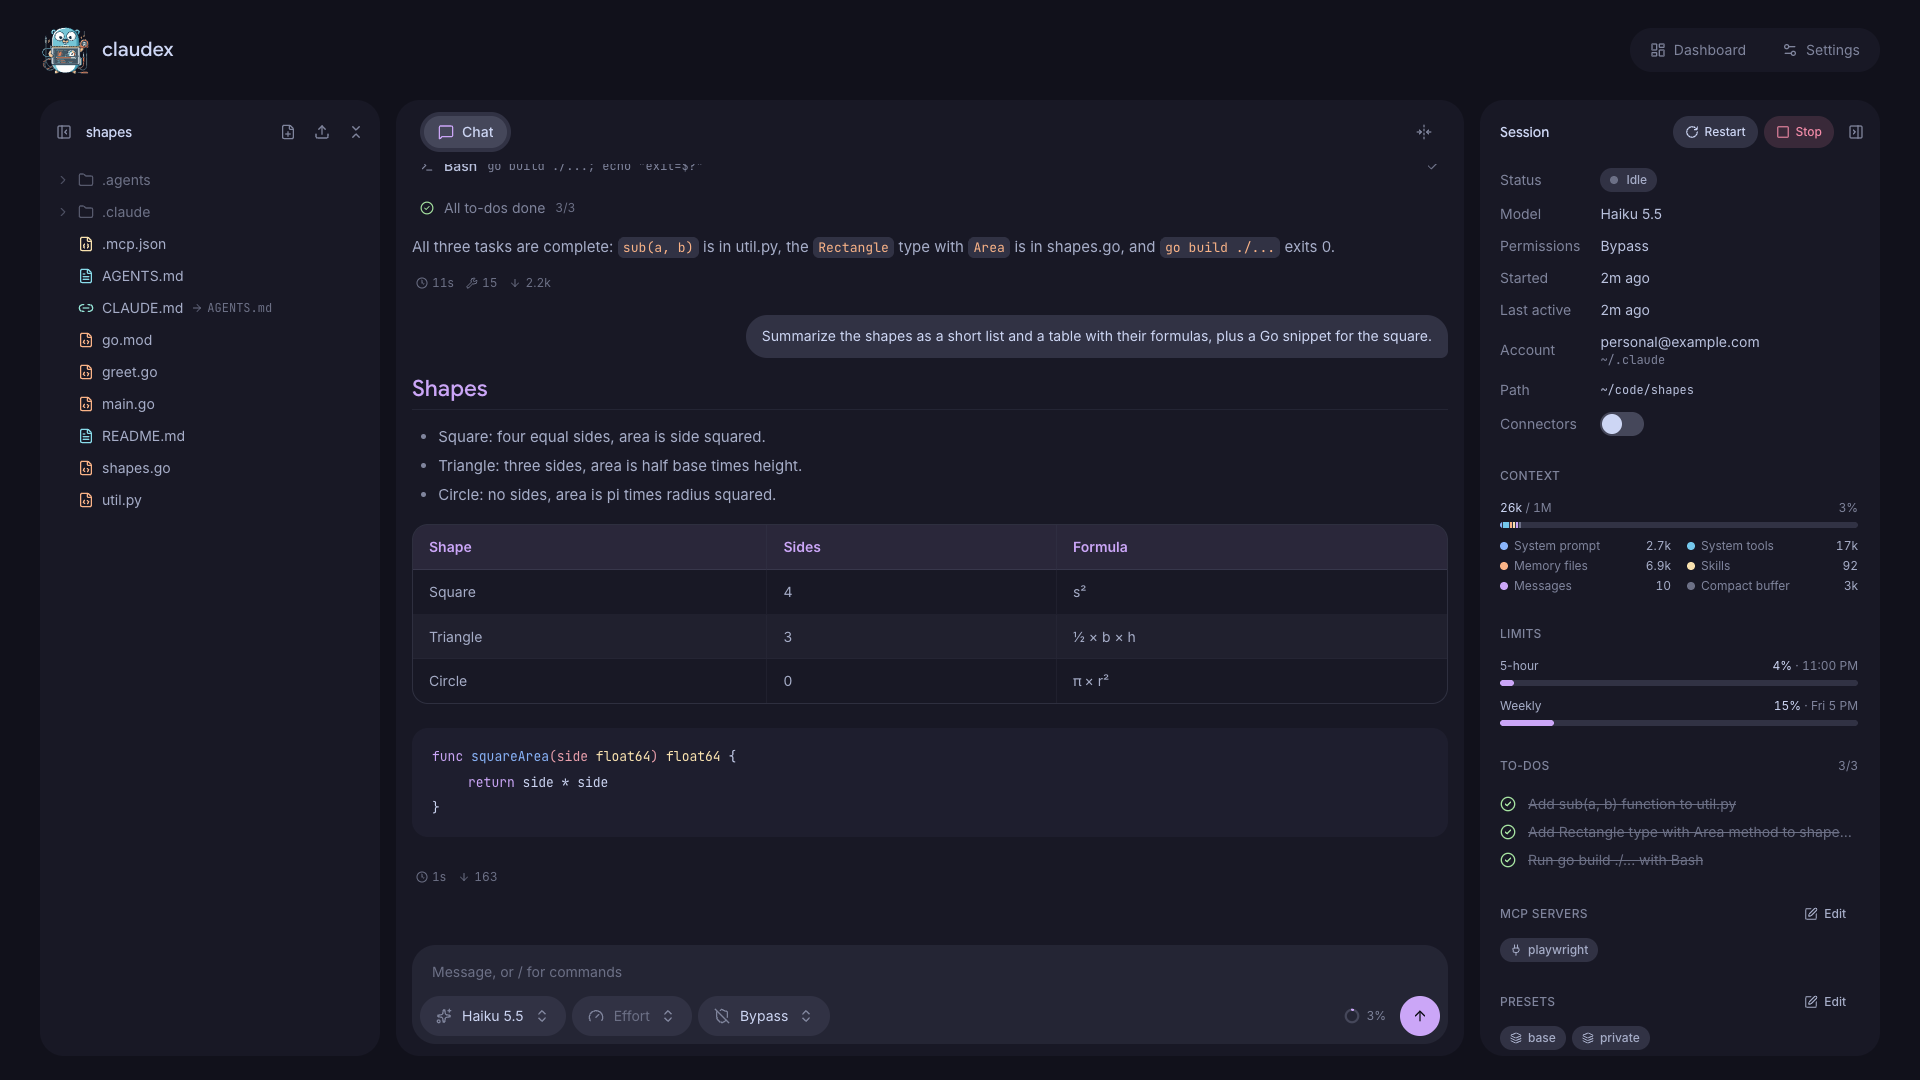 claudex
Dashboard
Settings
shapes
.agents
.claude
.mcp.json
AGENTS.md
CLAUDE.md → AGENTS.md
go.mod
greet.go
main.go
README.md
shapes.go
util.py
Chat
Bash go build ./...; echo "exit=$?"
All to-dos done 3/3
All three tasks are complete: sub(a, b) is in util.py, the Rectangle type with Area is in shapes.go, and go build ./... exits 0.
11s 15 ↓ 2.2k
Summarize the shapes as a short list and a table with their formulas, plus a Go snippet for the square.
Shapes
• Square: four equal sides, area is side squared.
• Triangle: three sides, area is half base times height.
• Circle: no sides, area is pi times radius squared.
Shape Sides Formula
Square 4 s²
Triangle 3 ½ × b × h
Circle 0 π × r²
func squareArea(side float64) float64 {
return side * side
}
1s ↓ 163
Message, or / for commands
Haiku 5.5 Effort Bypass 3%
Session Restart Stop
Status Idle
Model Haiku 5.5
Permissions Bypass
Started 2m ago
Last active 2m ago
Account personal@example.com
~/.claude
Path ~/code/shapes
Connectors
CONTEXT
26k / 1M 3%
System prompt 2.7k System tools 17k
Memory files 6.9k Skills 92
Messages 10 Compact buffer 3k
LIMITS
5-hour 4% · 11:00 PM
Weekly 15% · Fri 5 PM
TO-DOS 3/3
Add sub(a, b) function to util.py
Add Rectangle type with Area method to shape...
Run go build ./... with Bash
MCP SERVERS Edit
playwright
PRESETS Edit
base private